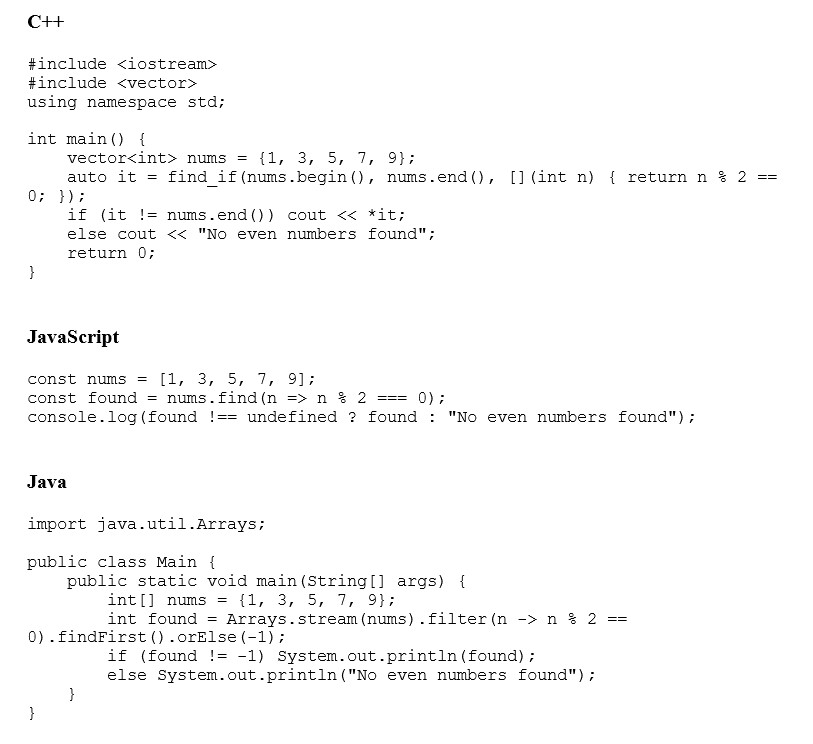 C++
#include <iostream>
#include <vector>
using namespace std;
int main() {
    vector<int> nums = {1, 3, 5, 7, 9};
    auto it = find_if(nums.begin(), nums.end(), [](int n) { return n % 2 ==
0; });
    if (it != nums.end()) cout << *it;
    else cout << "No even numbers found";
    return 0;
}
JavaScript
const nums = [1, 3, 5, 7, 9];
const found = nums.find(n => n % 2 === 0);
console.log(found !== undefined ? found : "No even numbers found");
Java
import java.util.Arrays;
public class Main {
    public static void main(String[] args) {
        int[] nums = {1, 3, 5, 7, 9};
        int found = Arrays.stream(nums).filter(n -> n % 2 ==
0).findFirst().orElse(-1);
        if (found != -1) System.out.println(found);
        else System.out.println("No even numbers found");
    }
}